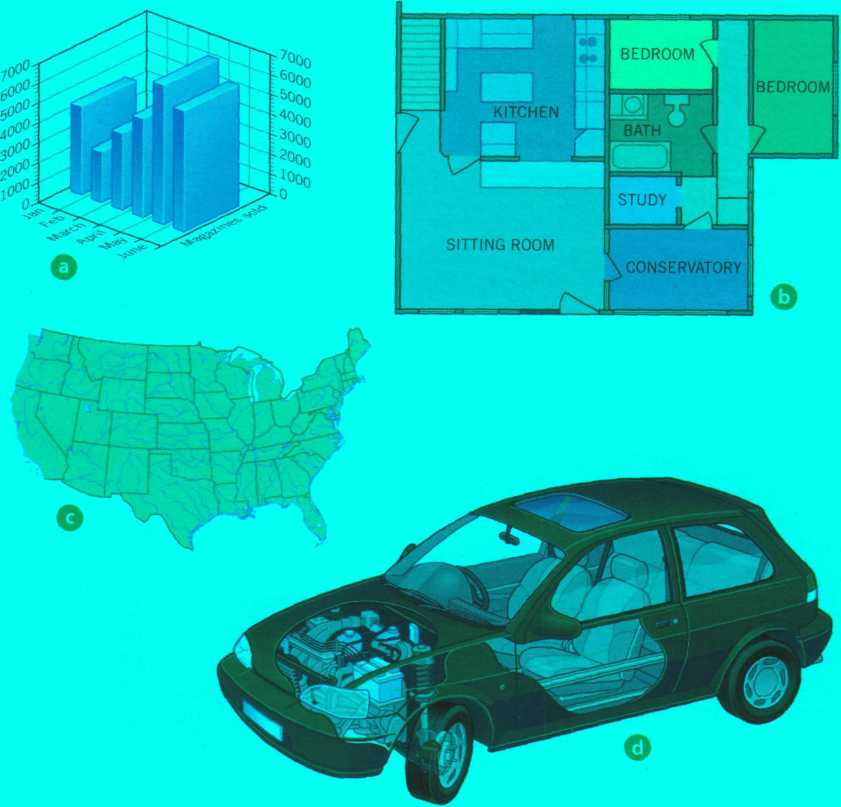 7000
6000
5000
4000
3000
2000
1000
0
7000
6000
5000
4000
3000
2000
1000
0
Jan
Feb
March
April
May
June
Magazines sold
a
KITCHEN
BEDROOM
BEDROOM
BATH
STUDY
SITTING ROOM
CONSERVATORY
b
c
d